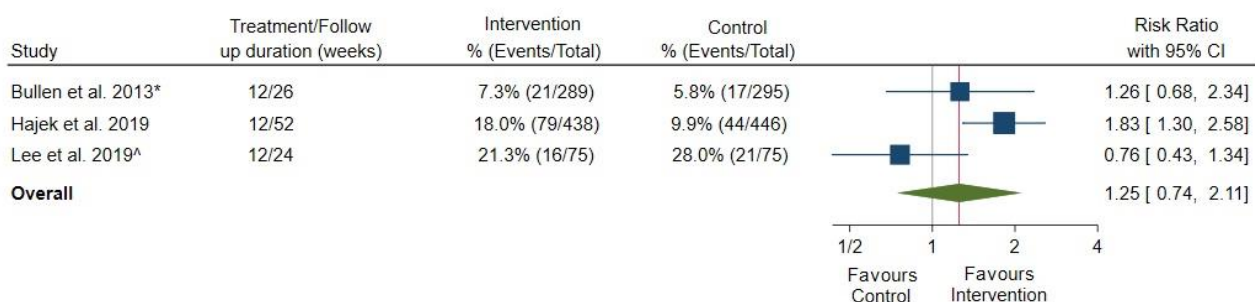 Treatment/Follow Intervention Control Risk Ratio
Study up duration (weeks) % (Events/Total) % (Events/Total) with 95% CI
Bullen et al. 2013* 12/26 7.3% (21/289) 5.8% (17/295) 1.26 [ 0.68, 2.34]
Hajek et al. 2019 12/52 18.0% (79/438) 9.9% (44/446) 1.83 [ 1.30, 2.58]
Lee et al. 2019^ 12/24 21.3% (16/75) 28.0% (21/75) 0.76 [ 0.43, 1.34]
Overall 1.25 [ 0.74, 2.11]
1/2 1 2 4
Favours Favours
Control Intervention